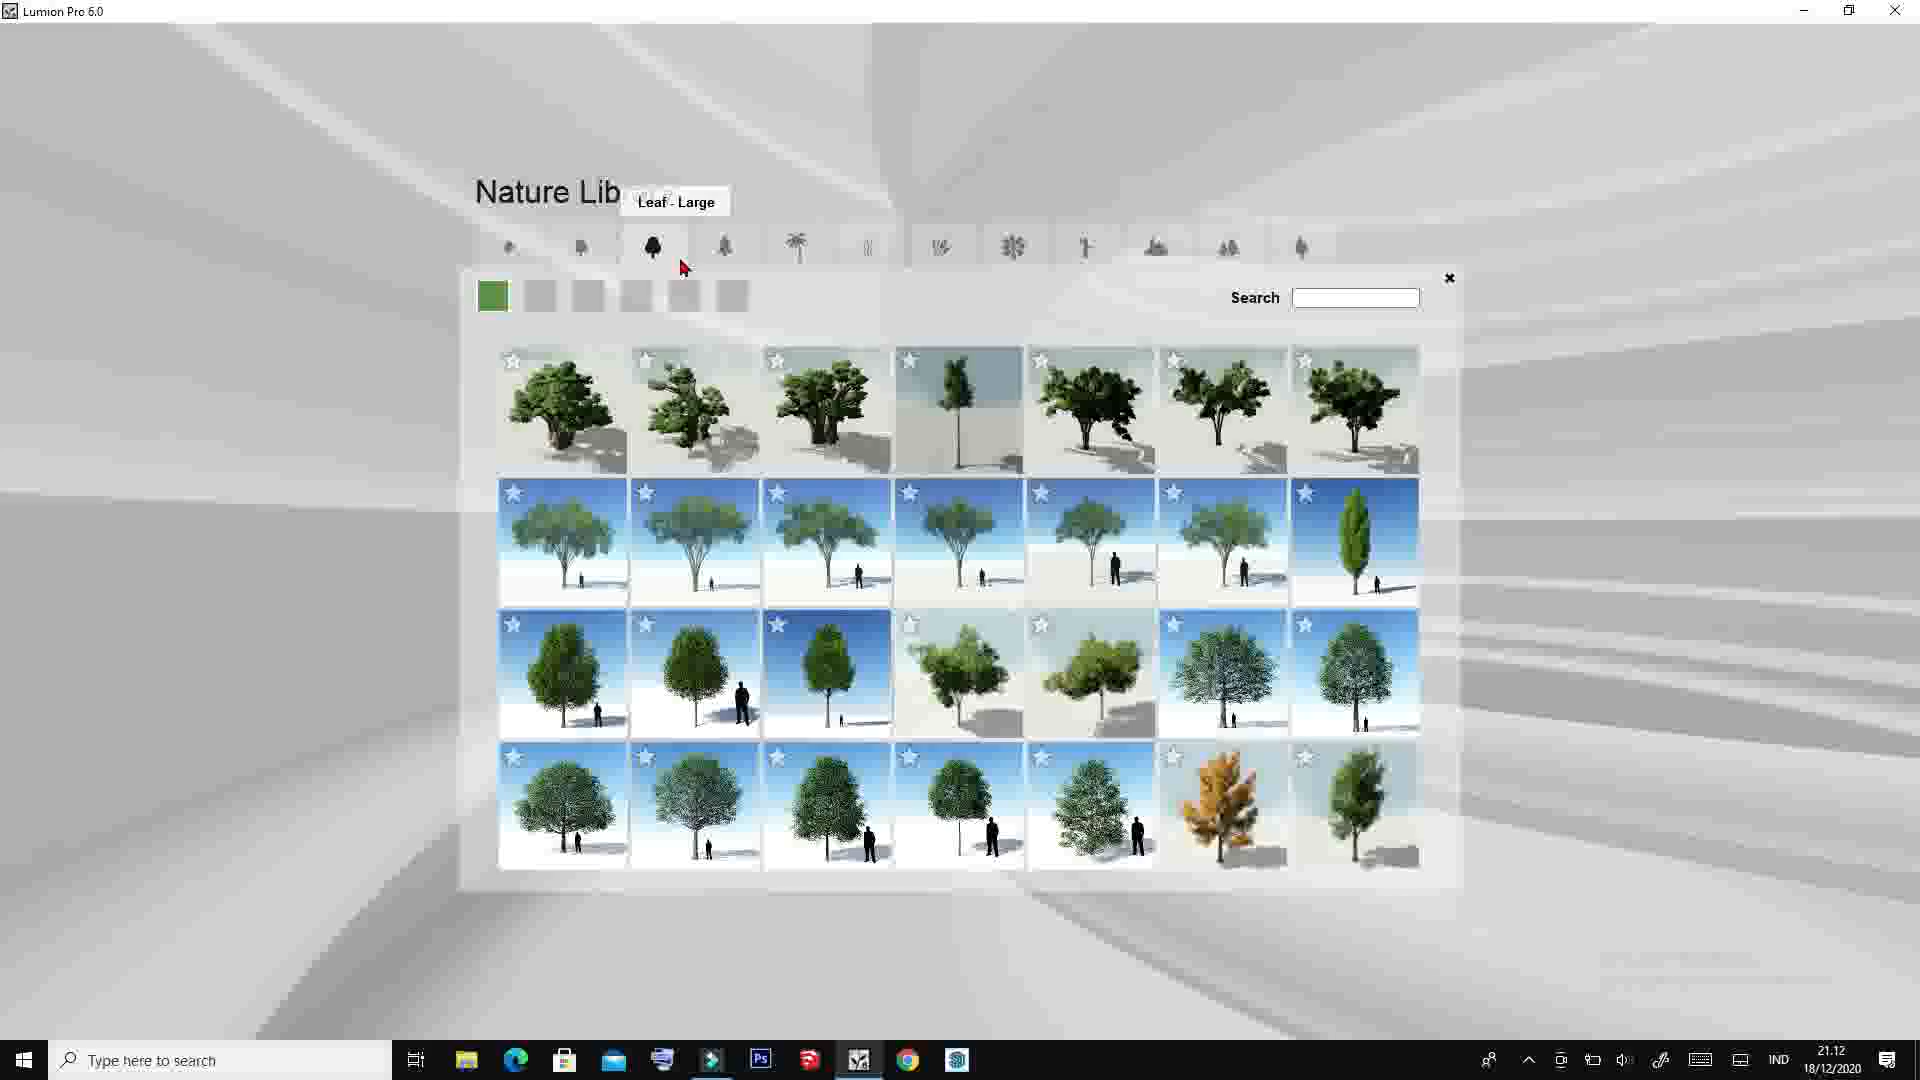 Lumion Pro 6.0
Nature Lib
Leaf - Large
Search
Type here to search
Ps
IND
21.12
18/12/2020